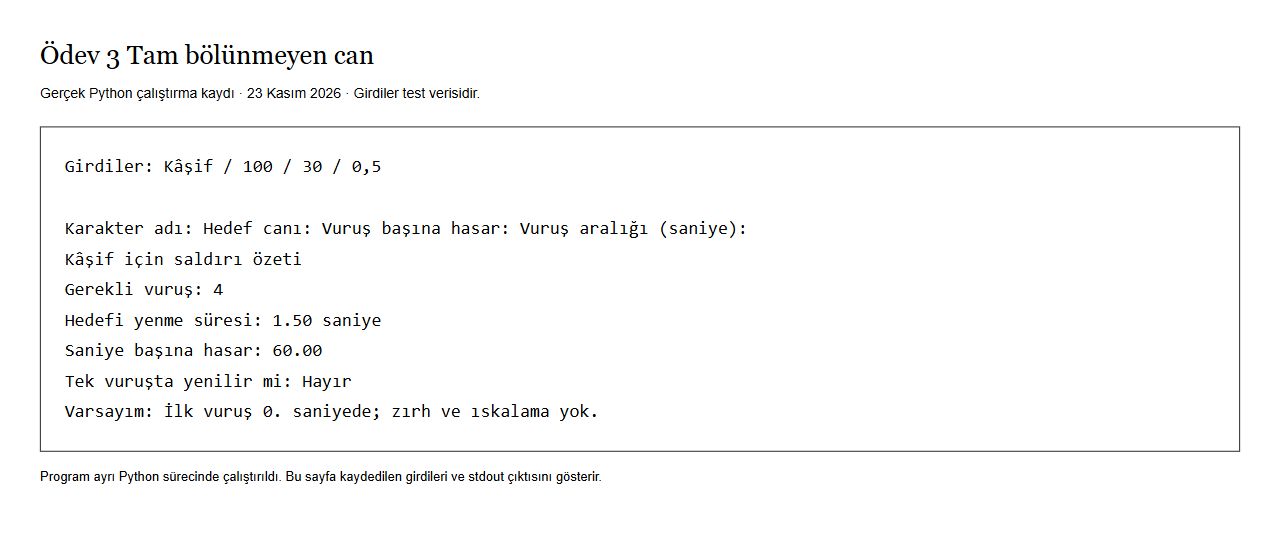 Ödev 3 Tam bölünmeyen can
Gerçek Python çalıştırma kaydı · 23 Kasım 2026 · Girdiler test verisidir.
Girdiler: Kâşif / 100 / 30 / 0,5
Karakter adı: Hedef canı: Vuruş başına hasar: Vuruş aralığı (saniye):
Kâşif için saldırı özeti
Gerekli vuruş: 4
Hedefi yenme süresi: 1.50 saniye
Saniye başına hasar: 60.00
Tek vuruşta yenilir mi: Hayır
Varsayım: İlk vuruş 0. saniyede; zırh ve ıskalama yok.
Program ayrı Python sürecinde çalıştırıldı. Bu sayfa kaydedilen girdileri ve stdout çıktısını gösterir.